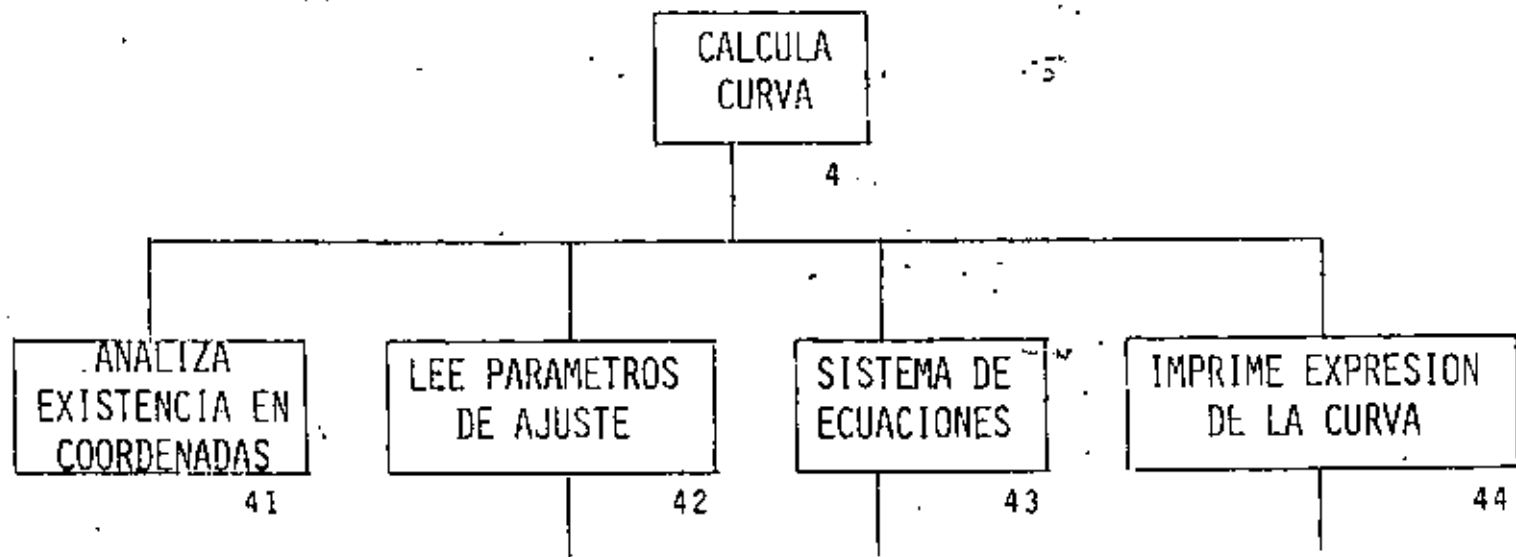 CALCULA
CURVA
4
ANALIZA
EXISTENCIA EN
COORDENADAS
41
LEE PARAMETROS
DE AJUSTE
42
SISTEMA DE
ECUACIONES
43
IMPRIME EXPRESION
DE LA CURVA
44